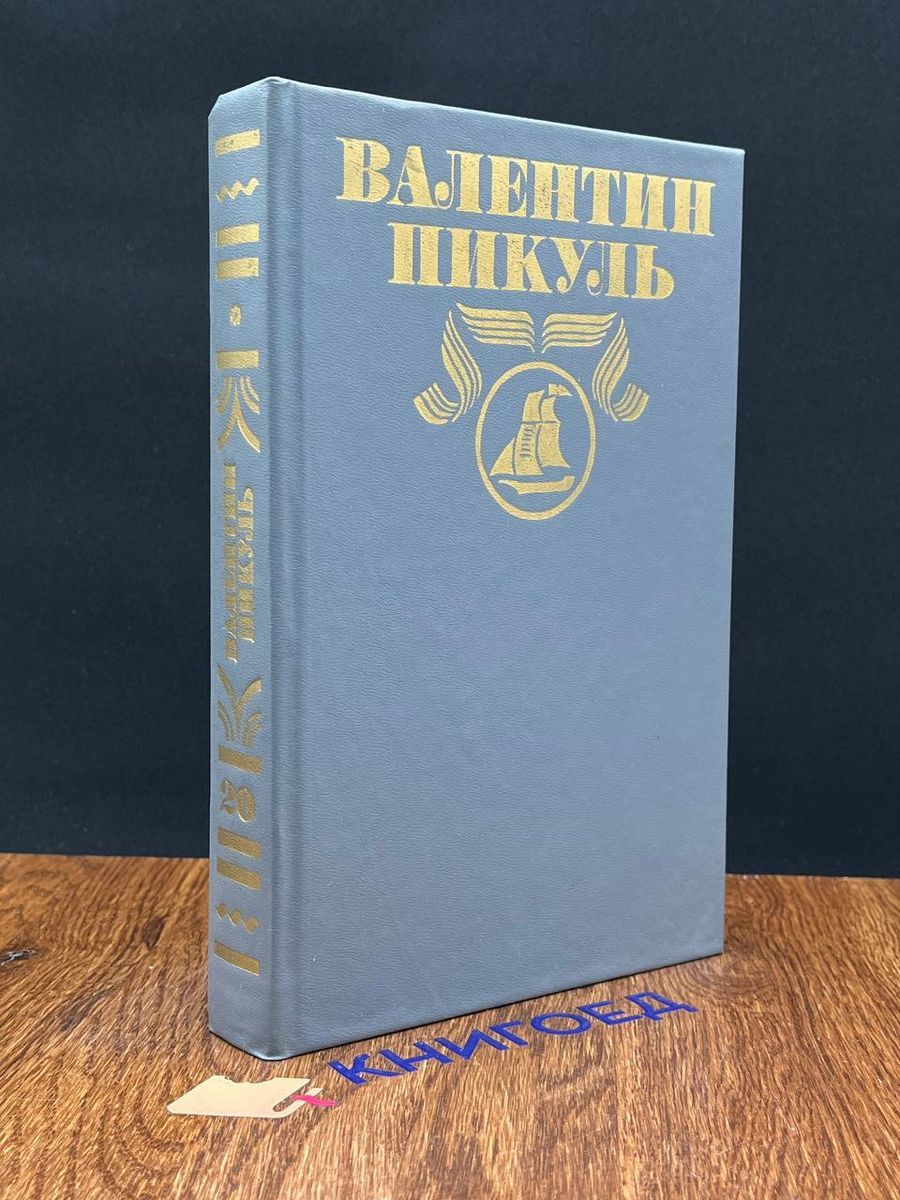 ВАЛЕНТИН
ПИКУЛЬ
ВАЛЕНТИН
ПИКУЛЬ
20
КНИГОЕД